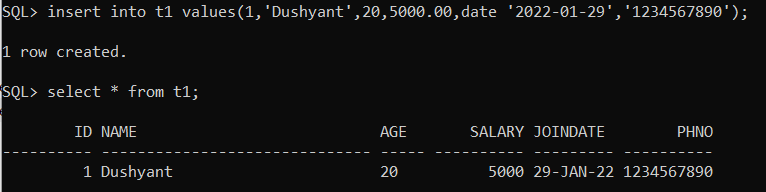 SQL> insert into t1 values(1,'Dushyant',20,5000.00,date '2022-01-29','1234567890');
1 row created.
SQL> select * from t1;
ID NAME AGE SALARY JOINDATE PHNO
---------- ------------------------------ ----- ---------- --------- ----------
1 Dushyant 20 5000 29-JAN-22 1234567890